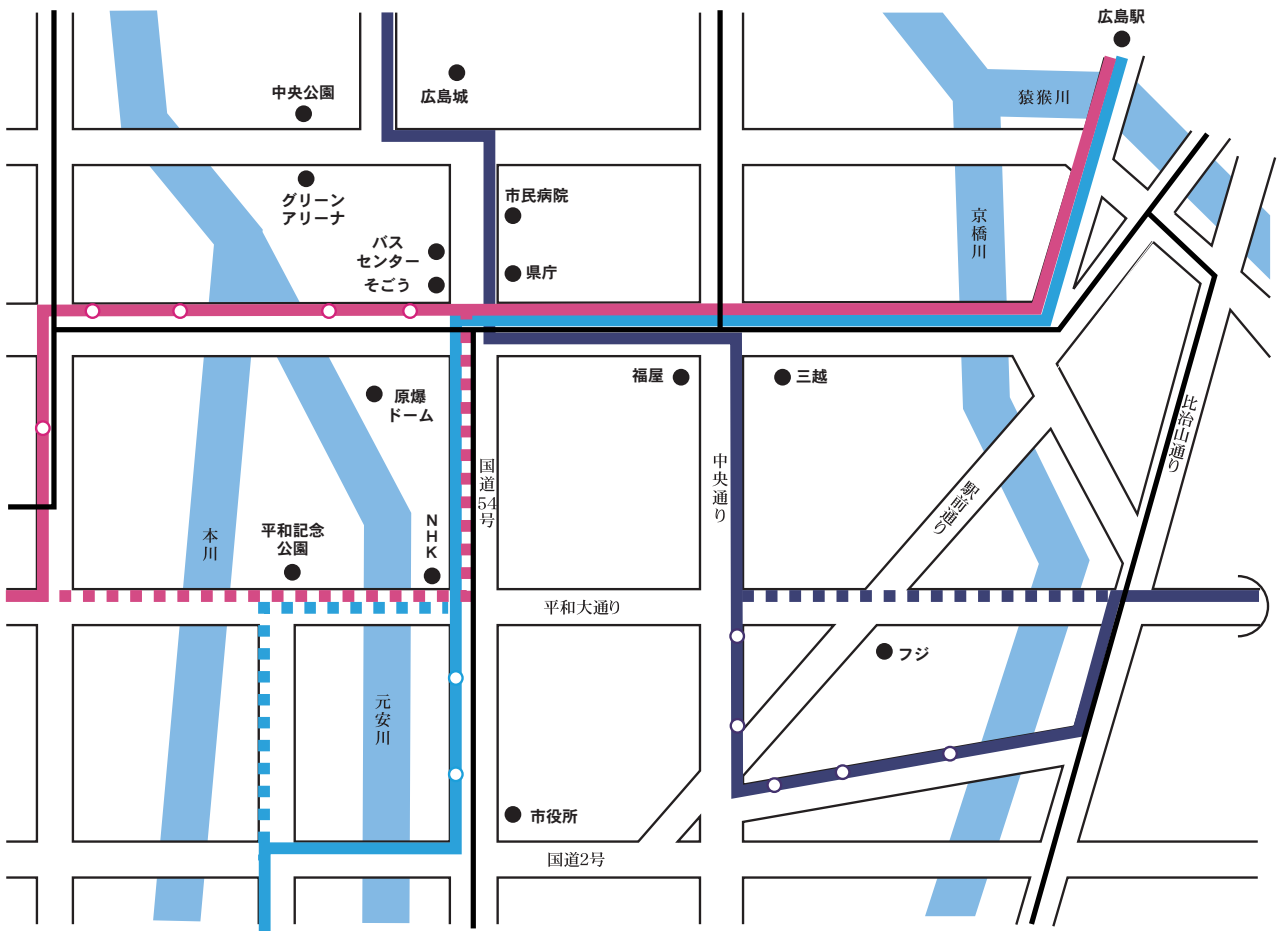 広島駅
中央公園
広島城
猿猴川
グリーン
アリーナ
市民病院
京橋川
バス
センター
そごう
県庁
福屋
三越
原爆
ドーム
比治山通り
国道54号
中央通り
駅前通り
平和記念
公園
NHK
本川
平和大通り
フジ
元安川
市役所
国道2号